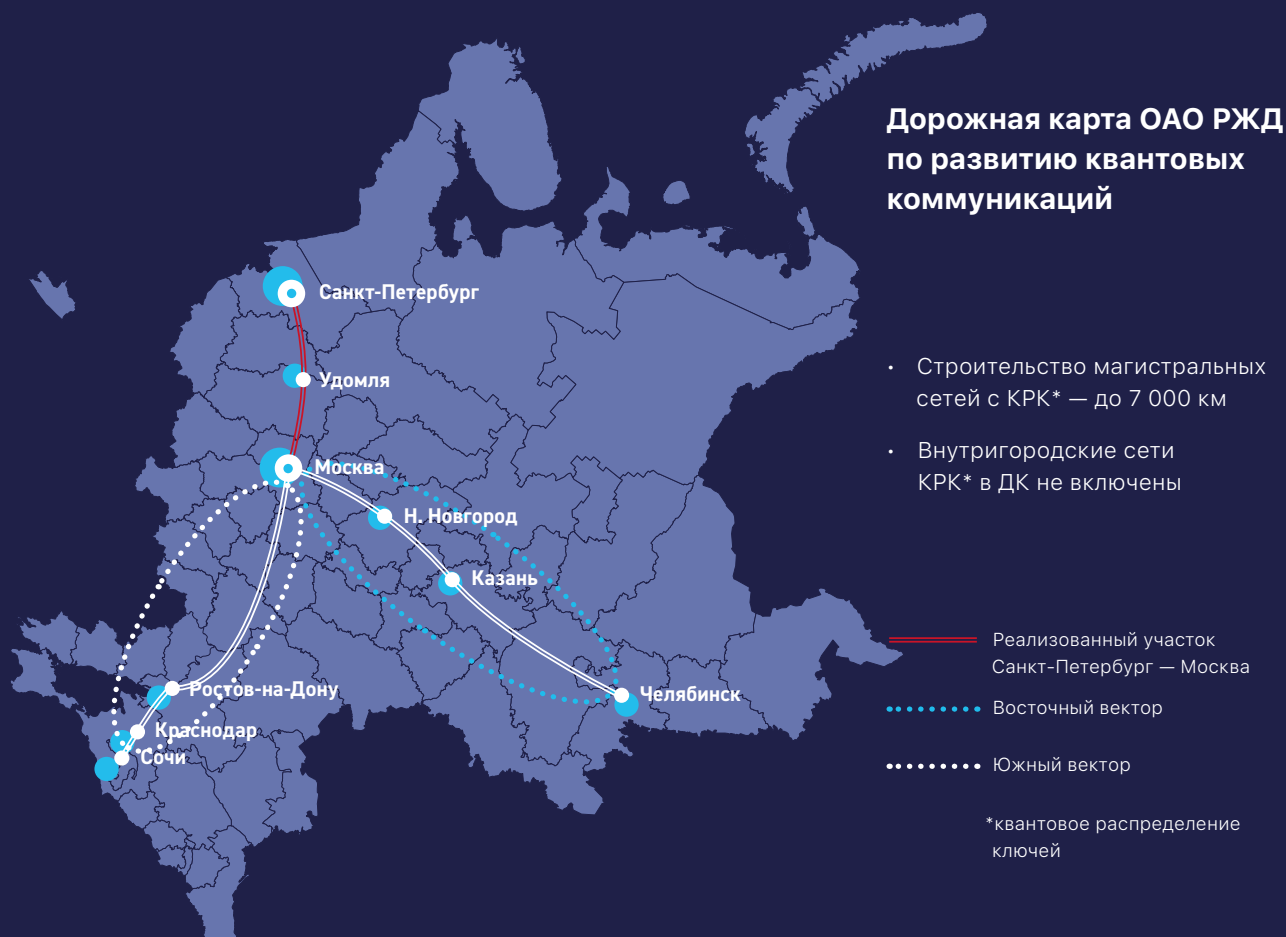 Дорожная карта ОАО РЖД
по развитию квантовых
коммуникаций
• Строительство магистральных
сетей с КРК* — до 7 000 км
• Внутригородские сети
КРК* в ДК не включены
Санкт-Петербург
Удомля
Москва
Н. Новгород
Казань
Челябинск
Ростов-на-Дону
Краснодар
Сочи
Реализованный участок
Санкт-Петербург — Москва
Восточный вектор
Южный вектор
*квантовое распределение
ключей